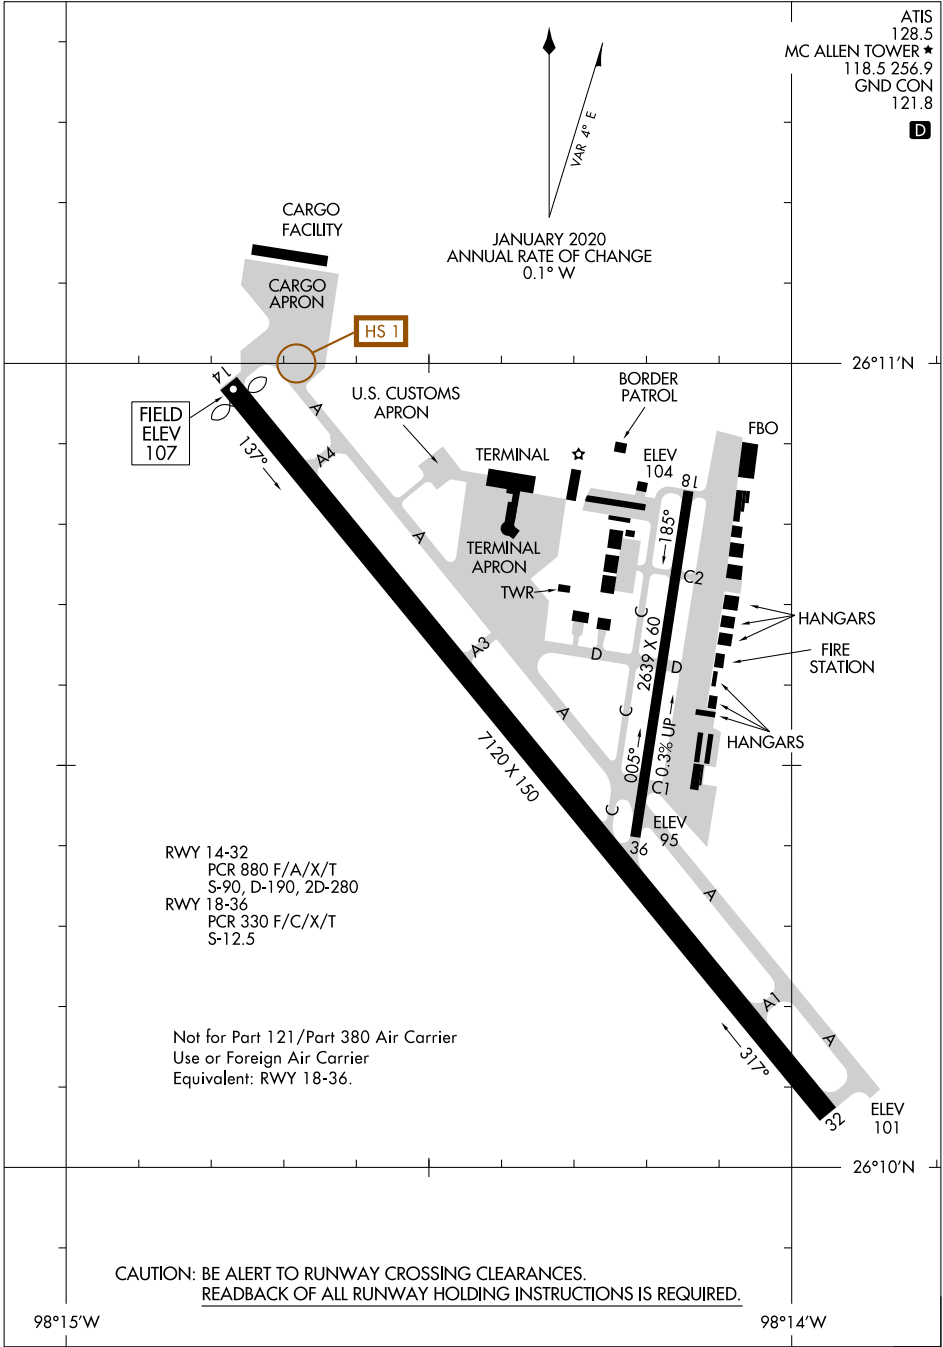 ATIS
128.5
MC ALLEN TOWER ★
118.5 256.9
GND CON
121.8
D
VAR 4° E
JANUARY 2020
ANNUAL RATE OF CHANGE
0.1° W
CARGO
FACILITY
CARGO
APRON
HS 1
26°11'N
14
FIELD
ELEV
107
137°
A
A4
U.S. CUSTOMS
APRON
BORDER
PATROL
FBO
TERMINAL
ELEV
104
18
185°
A
TERMINAL
APRON
TWR
C2
C
HANGARS
2639 X 60
A3
D
D
FIRE
STATION
C
A
005°
0.3% UP
HANGARS
7120 X 150
C1
C
ELEV
95
36
RWY 14-32
PCR 880 F/A/X/T
S-90, D-190, 2D-280
RWY 18-36
PCR 330 F/C/X/T
S-12.5
A
A1
A
Not for Part 121/Part 380 Air Carrier
Use or Foreign Air Carrier
Equivalent: RWY 18-36.
317°
32
ELEV
101
26°10'N
CAUTION: BE ALERT TO RUNWAY CROSSING CLEARANCES.
READBACK OF ALL RUNWAY HOLDING INSTRUCTIONS IS REQUIRED.
98°15'W
98°14'W